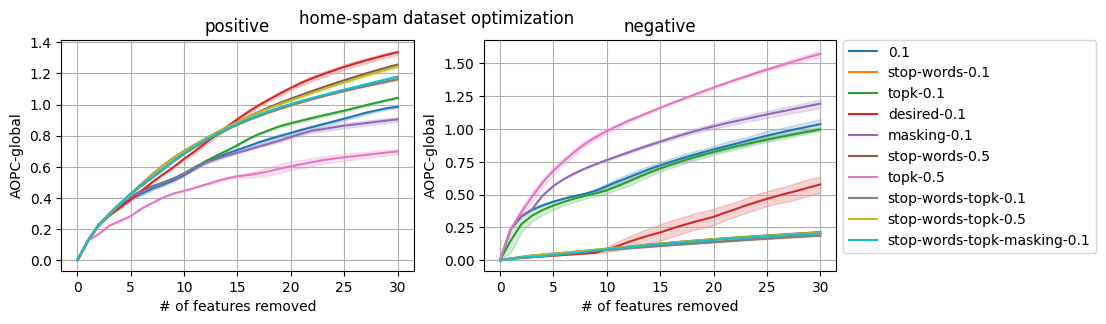 home-spam dataset optimization
positive
1.4
1.2
1.0
0.8
0.6
0.4
0.2
0.0
AOPC-global
0 5 10 15 20 25 30
# of features removed
negative
1.50
1.25
1.00
0.75
0.50
0.25
0.00
AOPC-global
0 5 10 15 20 25 30
# of features removed
0.1
stop-words-0.1
topk-0.1
desired-0.1
masking-0.1
stop-words-0.5
topk-0.5
stop-words-topk-0.1
stop-words-topk-0.5
stop-words-topk-masking-0.1